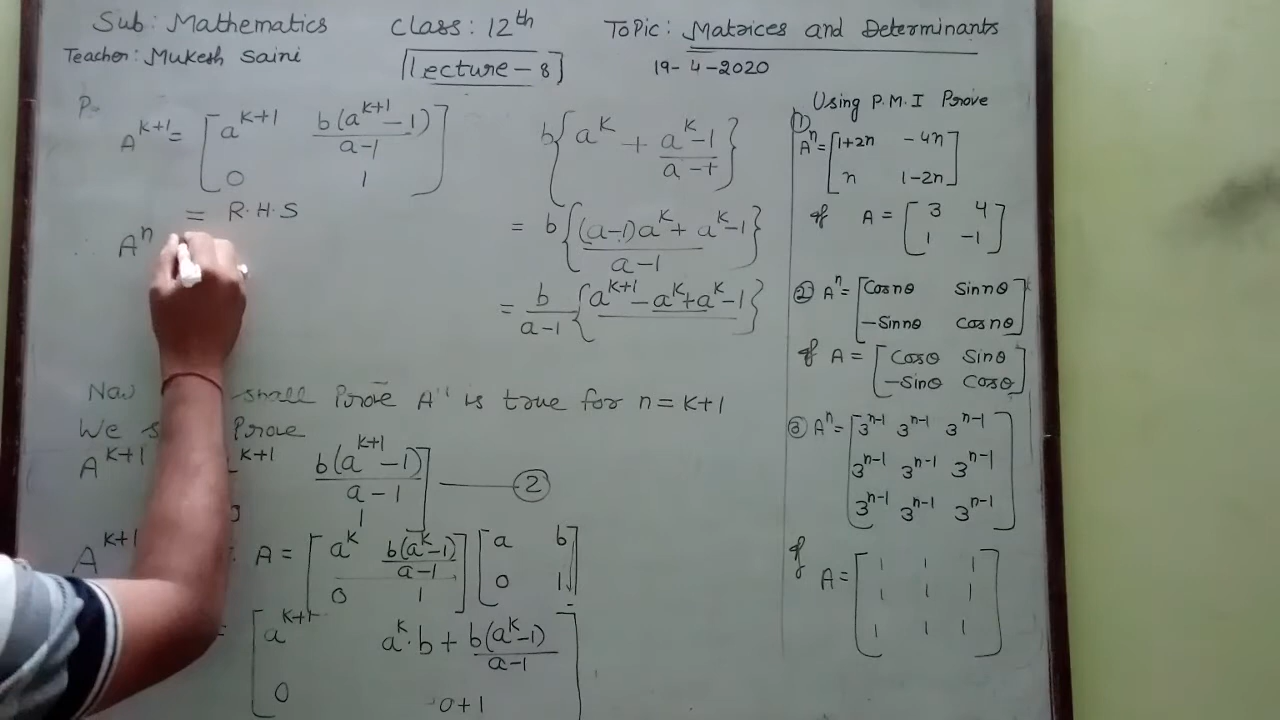 Sub: Mathematics Class: 12th Topic: Matrices and Determinants
Teacher: Mukesh Saini Lecture-8 19-4-2020
A^{k+1} = [a^{k+1} b(a^{k+1}-1)/(a-1)
0 1]
= R.H.S
A^n
b{a^k + (a^k-1)/(a-1)}
= b{((a-1)a^k + a^k-1)/(a-1)}
= b/(a-1) {a^{k+1} - a^k + a^k - 1}
Now shall Prove A^n is true for n = k+1
We Prove
A^{k+1} b(a^{k+1}-1)/(a-1)
1] — ②
A^{k+1} . A = [a^k b(a^k-1)/(a-1)] [a b]
[0 1] [0 1]
= [a^{k+1} a^k.b + b(a^k-1)/(a-1)
0 0+1]
Using P.M.I Prove
① A^n = [1+2n -4n
n 1-2n]
if A = [3 4
1 -1]
② A^n = [Cosnθ Sinnθ
-Sinnθ Cosnθ]
if A = [Cosθ Sinθ
-Sinθ Cosθ]
③ A^n = [3^{n-1} 3^{n-1} 3^{n-1}
3^{n-1} 3^{n-1} 3^{n-1}
3^{n-1} 3^{n-1} 3^{n-1}]
if A = [1 1 1
1 1 1
1 1 1]